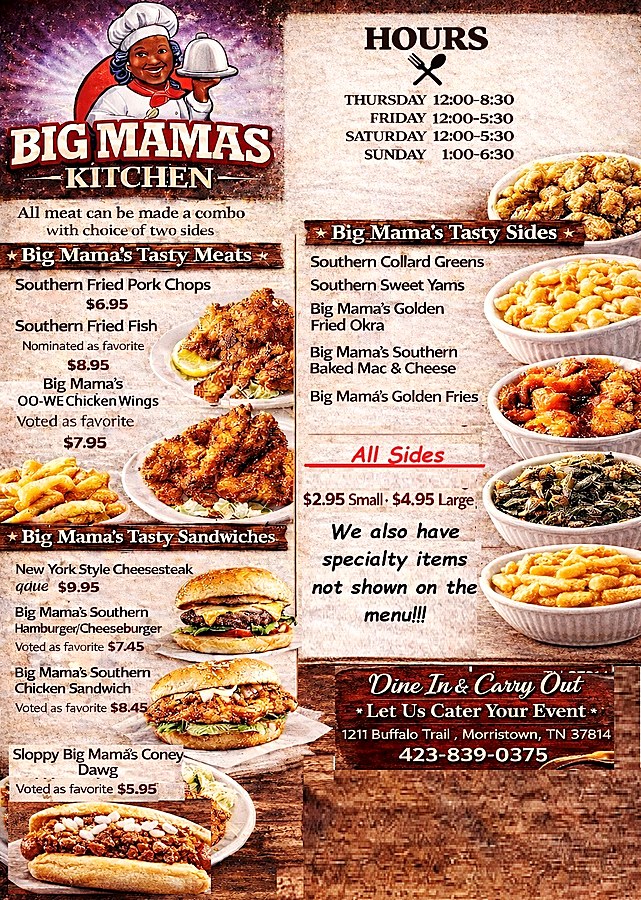 BIG MAMAS
KITCHEN
All meat can be made a combo
with choice of two sides
Big Mama's Tasty Meats
Southern Fried Pork Chops
$6.95
Southern Fried Fish
Nominated as favorite
$8.95
Big Mama's
OO-WE Chicken Wings
Voted as favorite
$7.95
Big Mama's Tasty Sandwiches
New York Style Cheesesteak
$9.95
Big Mama's Southern
Hamburger/Cheeseburger
Voted as favorite $7.45
Big Mama's Southern
Chicken Sandwich
Voted as favorite $8.45
Sloppy Big Mama's Coney
Dawg
Voted as favorite $5.95
HOURS
THURSDAY 12:00-8:30
FRIDAY 12:00-5:30
SATURDAY 12:00-5:30
SUNDAY 1:00-6:30
Big Mama's Tasty Sides
Southern Collard Greens
Southern Sweet Yams
Big Mama's Golden
Fried Okra
Big Mama's Southern
Baked Mac & Cheese
Big Mama's Golden Fries
All Sides
$2.95 Small · $4.95 Large
We also have
specialty items
not shown on the
menu!!!
Dine In & Carry Out
Let Us Cater Your Event
1211 Buffalo Trail , Morristown, TN 37814
423-839-0375